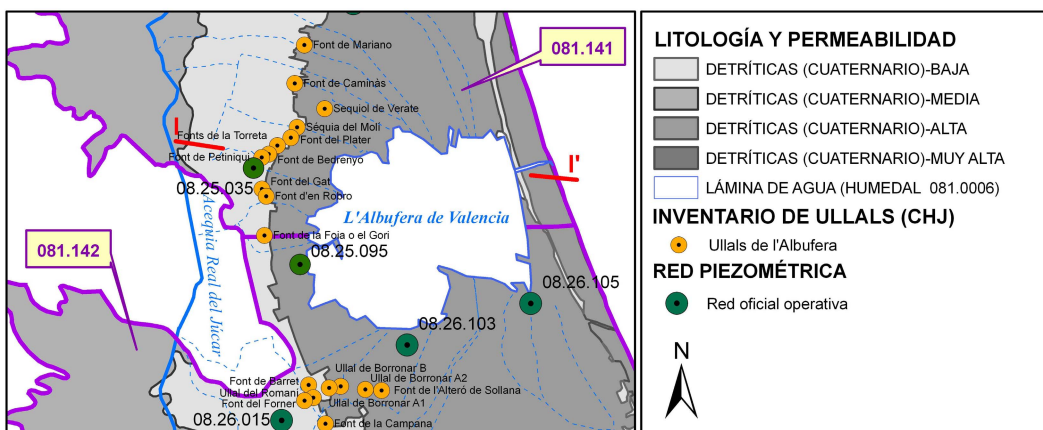 Font de Mariano
081.141
Font de Caminàs
Sequiol de Verate
Séquia del Molí
Fonts de la Torreta
Font del Plater
I
Font de Petiniqui
Font de Bedrenyo
08.25.035
Font del Gat
Font d'en Robro
I'
L'Albufera de Valencia
Font de la Foia o el Gori
08.25.095
081.142
Acequia Real del Júcar
08.26.105
08.26.103
Ullal de Borronar B
Font de Barret
Ullal de Borronar A2
Ullal del Romaní
Font de l'Alteró de Sollana
Font del Forner
Ullal de Borronar A1
08.26.015
Font de la Campana
LITOLOGÍA Y PERMEABILIDAD
DETRÍTICAS (CUATERNARIO)-BAJA
DETRÍTICAS (CUATERNARIO)-MEDIA
DETRÍTICAS (CUATERNARIO)-ALTA
DETRÍTICAS (CUATERNARIO)-MUY ALTA
LÁMINA DE AGUA (HUMEDAL 081.0006)
INVENTARIO DE ULLALS (CHJ)
Ullals de l'Albufera
RED PIEZOMÉTRICA
Red oficial operativa
N